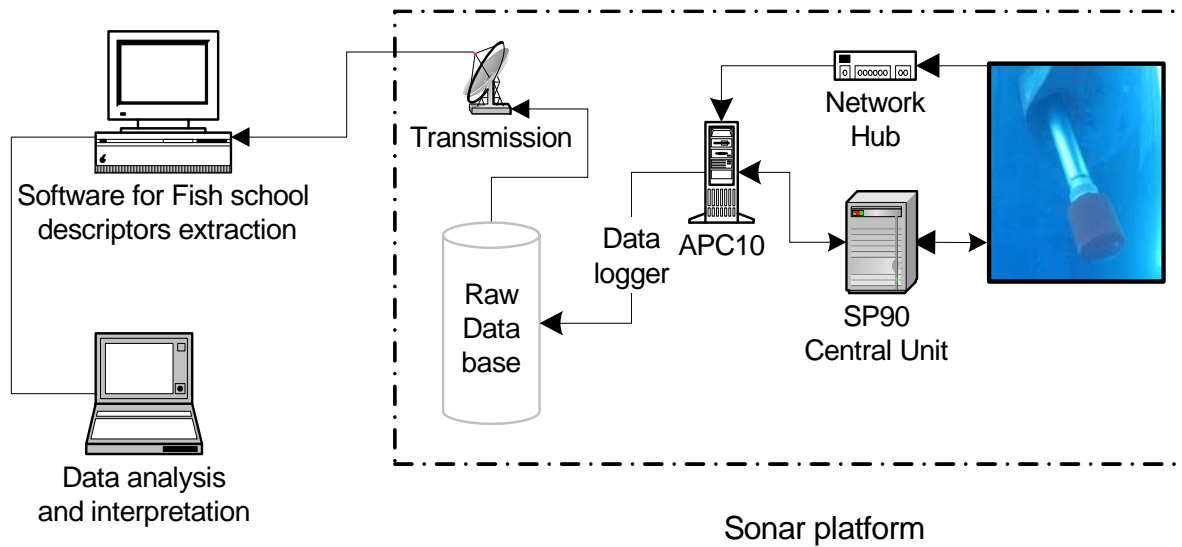 Transmission
Network
Hub
Software for Fish school
descriptors extraction
Data
logger
APC10
Raw
Data
base
SP90
Central Unit
Data analysis
and interpretation
Sonar platform